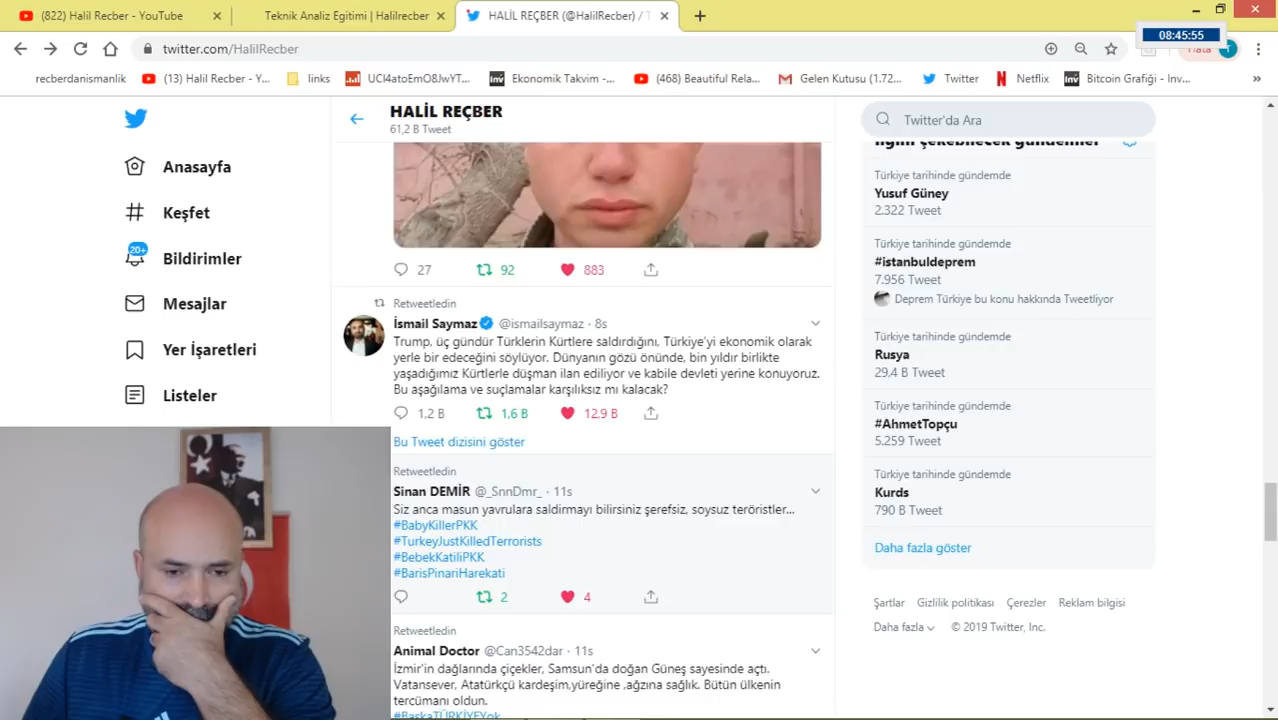 (822) Halil Recber - YouTube
Teknik Analiz Egitimi | Halilrecber
HALİL REÇBER (@HalilRecber) / T
08:45:55
twitter.com/HalilRecber
recberdanismanlik
(13) Halil Recber - Y...
links
UCl4atoEmO8JwYT...
Inv
Ekonomik Takvim -...
(468) Beautiful Rela...
Gelen Kutusu (1.72...
Twitter
Netflix
Inv
Bitcoin Grafiği - Inv...
»
HALİL REÇBER
61,2 B Tweet
Twitter'da Ara
Anasayfa
Keşfet
20+
Bildirimler
Mesajlar
Yer İşaretleri
Listeler
27
92
883
Retweetledin
İsmail Saymaz @ismailsaymaz · 8s
Trump, üç gündür Türklerin Kürtlere saldırdığını, Türkiye'yi ekonomik olarak
yerle bir edeceğini söylüyor. Dünyanın gözü önünde, bin yıldır birlikte
yaşadığımız Kürtlerle düşman ilan ediliyor ve kabile devleti yerine konuyoruz.
Bu aşağılama ve suçlamalar karşılıksız mı kalacak?
1,2 B
1,6 B
12,9 B
Bu Tweet dizisini göster
Retweetledin
Sinan DEMİR @_SnnDmr_ · 11s
Siz anca masun yavrulara saldirmayı bilirsiniz şerefsiz, soysuz teröristler...
#BabyKillerPKK
#TurkeyJustKilledTerrorists
#BebekKatiliPKK
#BarisPinariHarekati
2
4
Retweetledin
Animal Doctor @Can3542dar · 11s
İzmir'in dağlarında çiçekler, Samsun'da doğan Güneş sayesinde açtı.
Vatansever, Atatürkçü kardeşim,yüreğine ,ağzına sağlık. Bütün ülkenin
tercümanı oldun.
#BaşkaTÜRKİYEYok
İlgini çekebilecek gündemler
Türkiye tarihinde gündemde
Yusuf Güney
2.322 Tweet
Türkiye tarihinde gündemde
#istanbuldeprem
7.956 Tweet
Deprem Türkiye bu konu hakkında Tweetliyor
Türkiye tarihinde gündemde
Rusya
29,4 B Tweet
Türkiye tarihinde gündemde
#AhmetTopçu
5.259 Tweet
Türkiye tarihinde gündemde
Kurds
790 B Tweet
Daha fazla göster
Şartlar Gizlilik politikası Çerezler Reklam bilgisi
Daha fazla © 2019 Twitter, Inc.